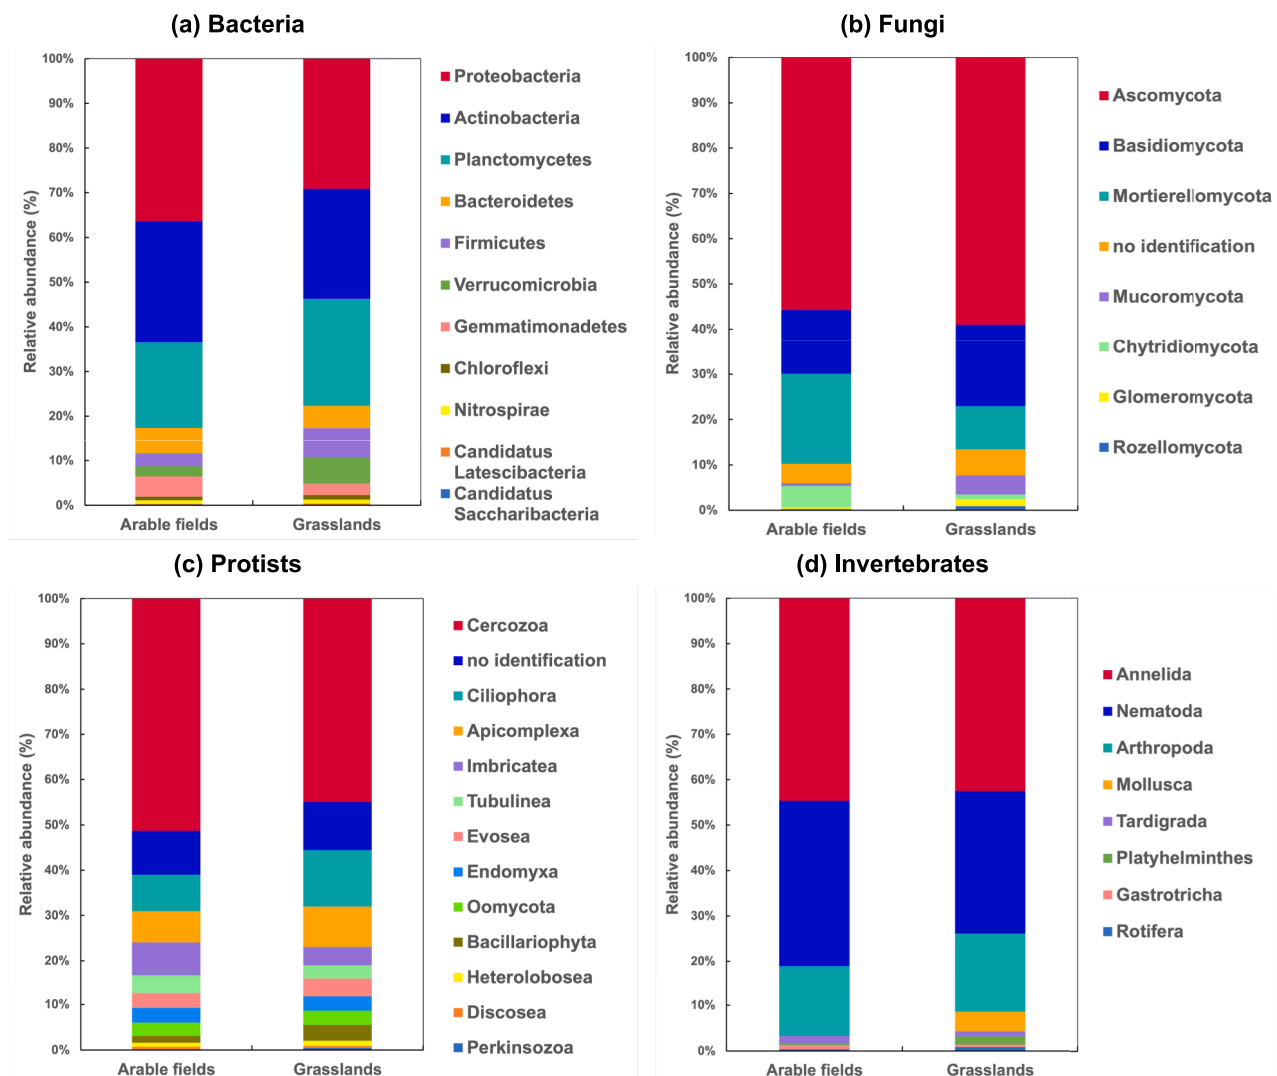 (a) Bacteria
Relative abundance (%)
100%
90%
80%
70%
60%
50%
40%
30%
20%
10%
0%
Arable fields
Grasslands
Proteobacteria
Actinobacteria
Planctomycetes
Bacteroidetes
Firmicutes
Verrucomicrobia
Gemmatimonadetes
Chloroflexi
Nitrospirae
Candidatus
Latescibacteria
Candidatus
Saccharibacteria
(b) Fungi
Relative abundance (%)
100%
90%
80%
70%
60%
50%
40%
30%
20%
10%
0%
Arable fields
Grasslands
Ascomycota
Basidiomycota
Mortierellomycota
no identification
Mucoromycota
Chytridiomycota
Glomeromycota
Rozellomycota
(c) Protists
Relative abundance (%)
100%
90%
80%
70%
60%
50%
40%
30%
20%
10%
0%
Arable fields
Grasslands
Cercozoa
no identification
Ciliophora
Apicomplexa
Imbricatea
Tubulinea
Evosea
Endomyxa
Oomycota
Bacillariophyta
Heterolobosea
Discosea
Perkinsozoa
(d) Invertebrates
Relative abundance (%)
100%
90%
80%
70%
60%
50%
40%
30%
20%
10%
0%
Arable fields
Grasslands
Annelida
Nematoda
Arthropoda
Mollusca
Tardigrada
Platyhelminthes
Gastrotricha
Rotifera